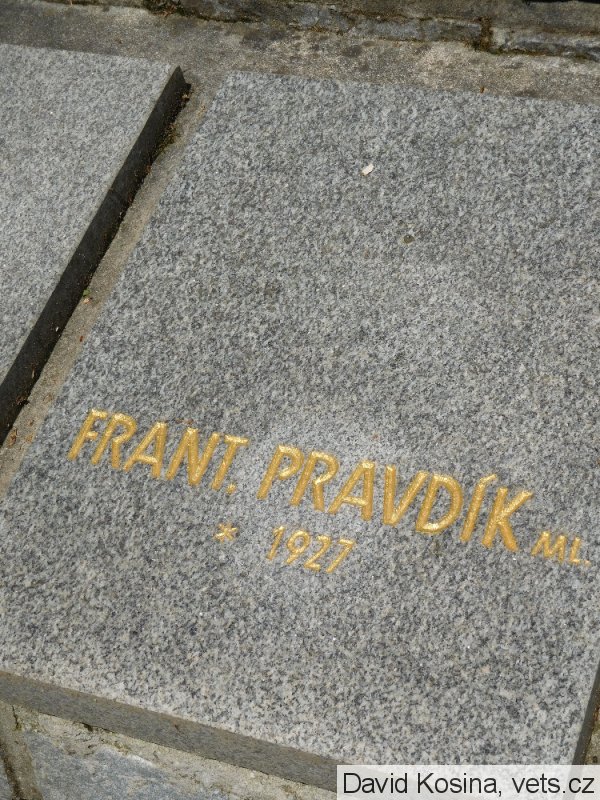 FRANT. PRAVDÍK ML.
* 1927
David Kosina, vets.cz